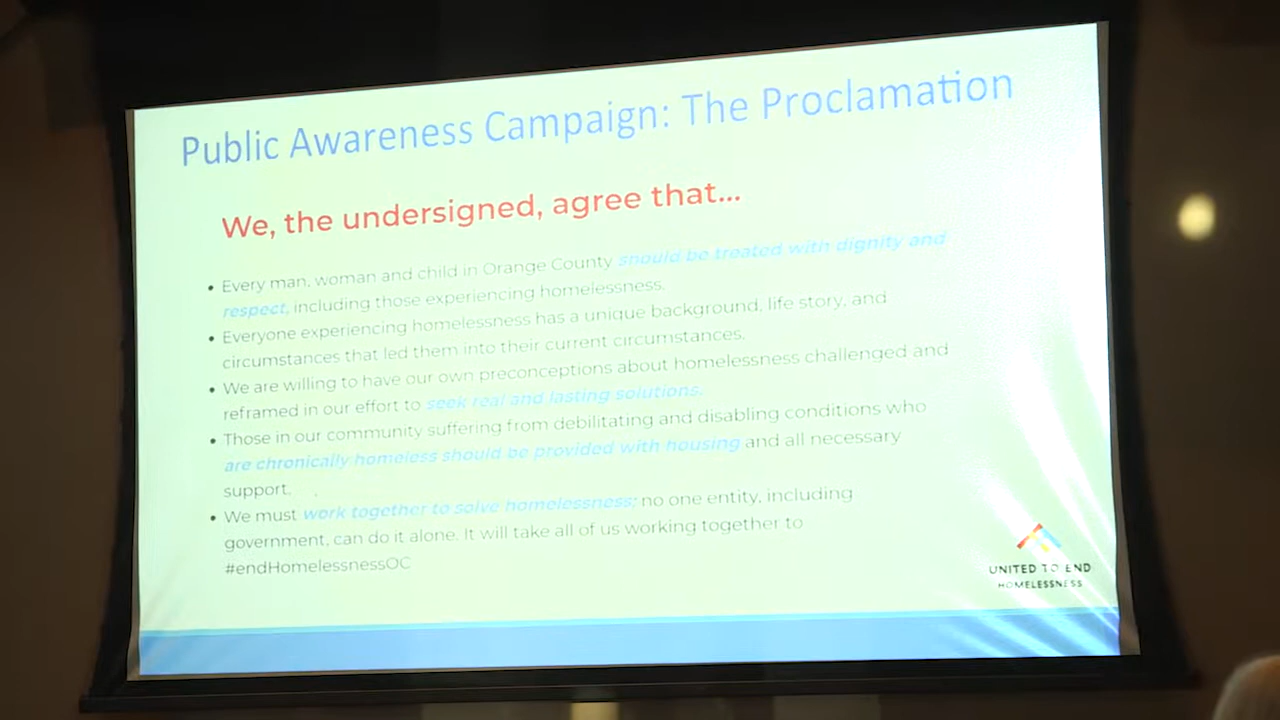 Public Awareness Campaign: The Proclamation
We, the undersigned, agree that...
• Every man, woman and child in Orange County should be treated with dignity and
respect, including those experiencing homelessness.
• Everyone experiencing homelessness has a unique background, life story, and
circumstances that led them into their current circumstances.
• We are willing to have our own preconceptions about homelessness challenged and
reframed in our effort to seek real and lasting solutions.
• Those in our community suffering from debilitating and disabling conditions who
are chronically homeless should be provided with housing and all necessary
support.
• We must work together to solve homelessness; no one entity, including
government, can do it alone. It will take all of us working together to
#endHomelessnessOC
UNITED TO END
HOMELESSNESS